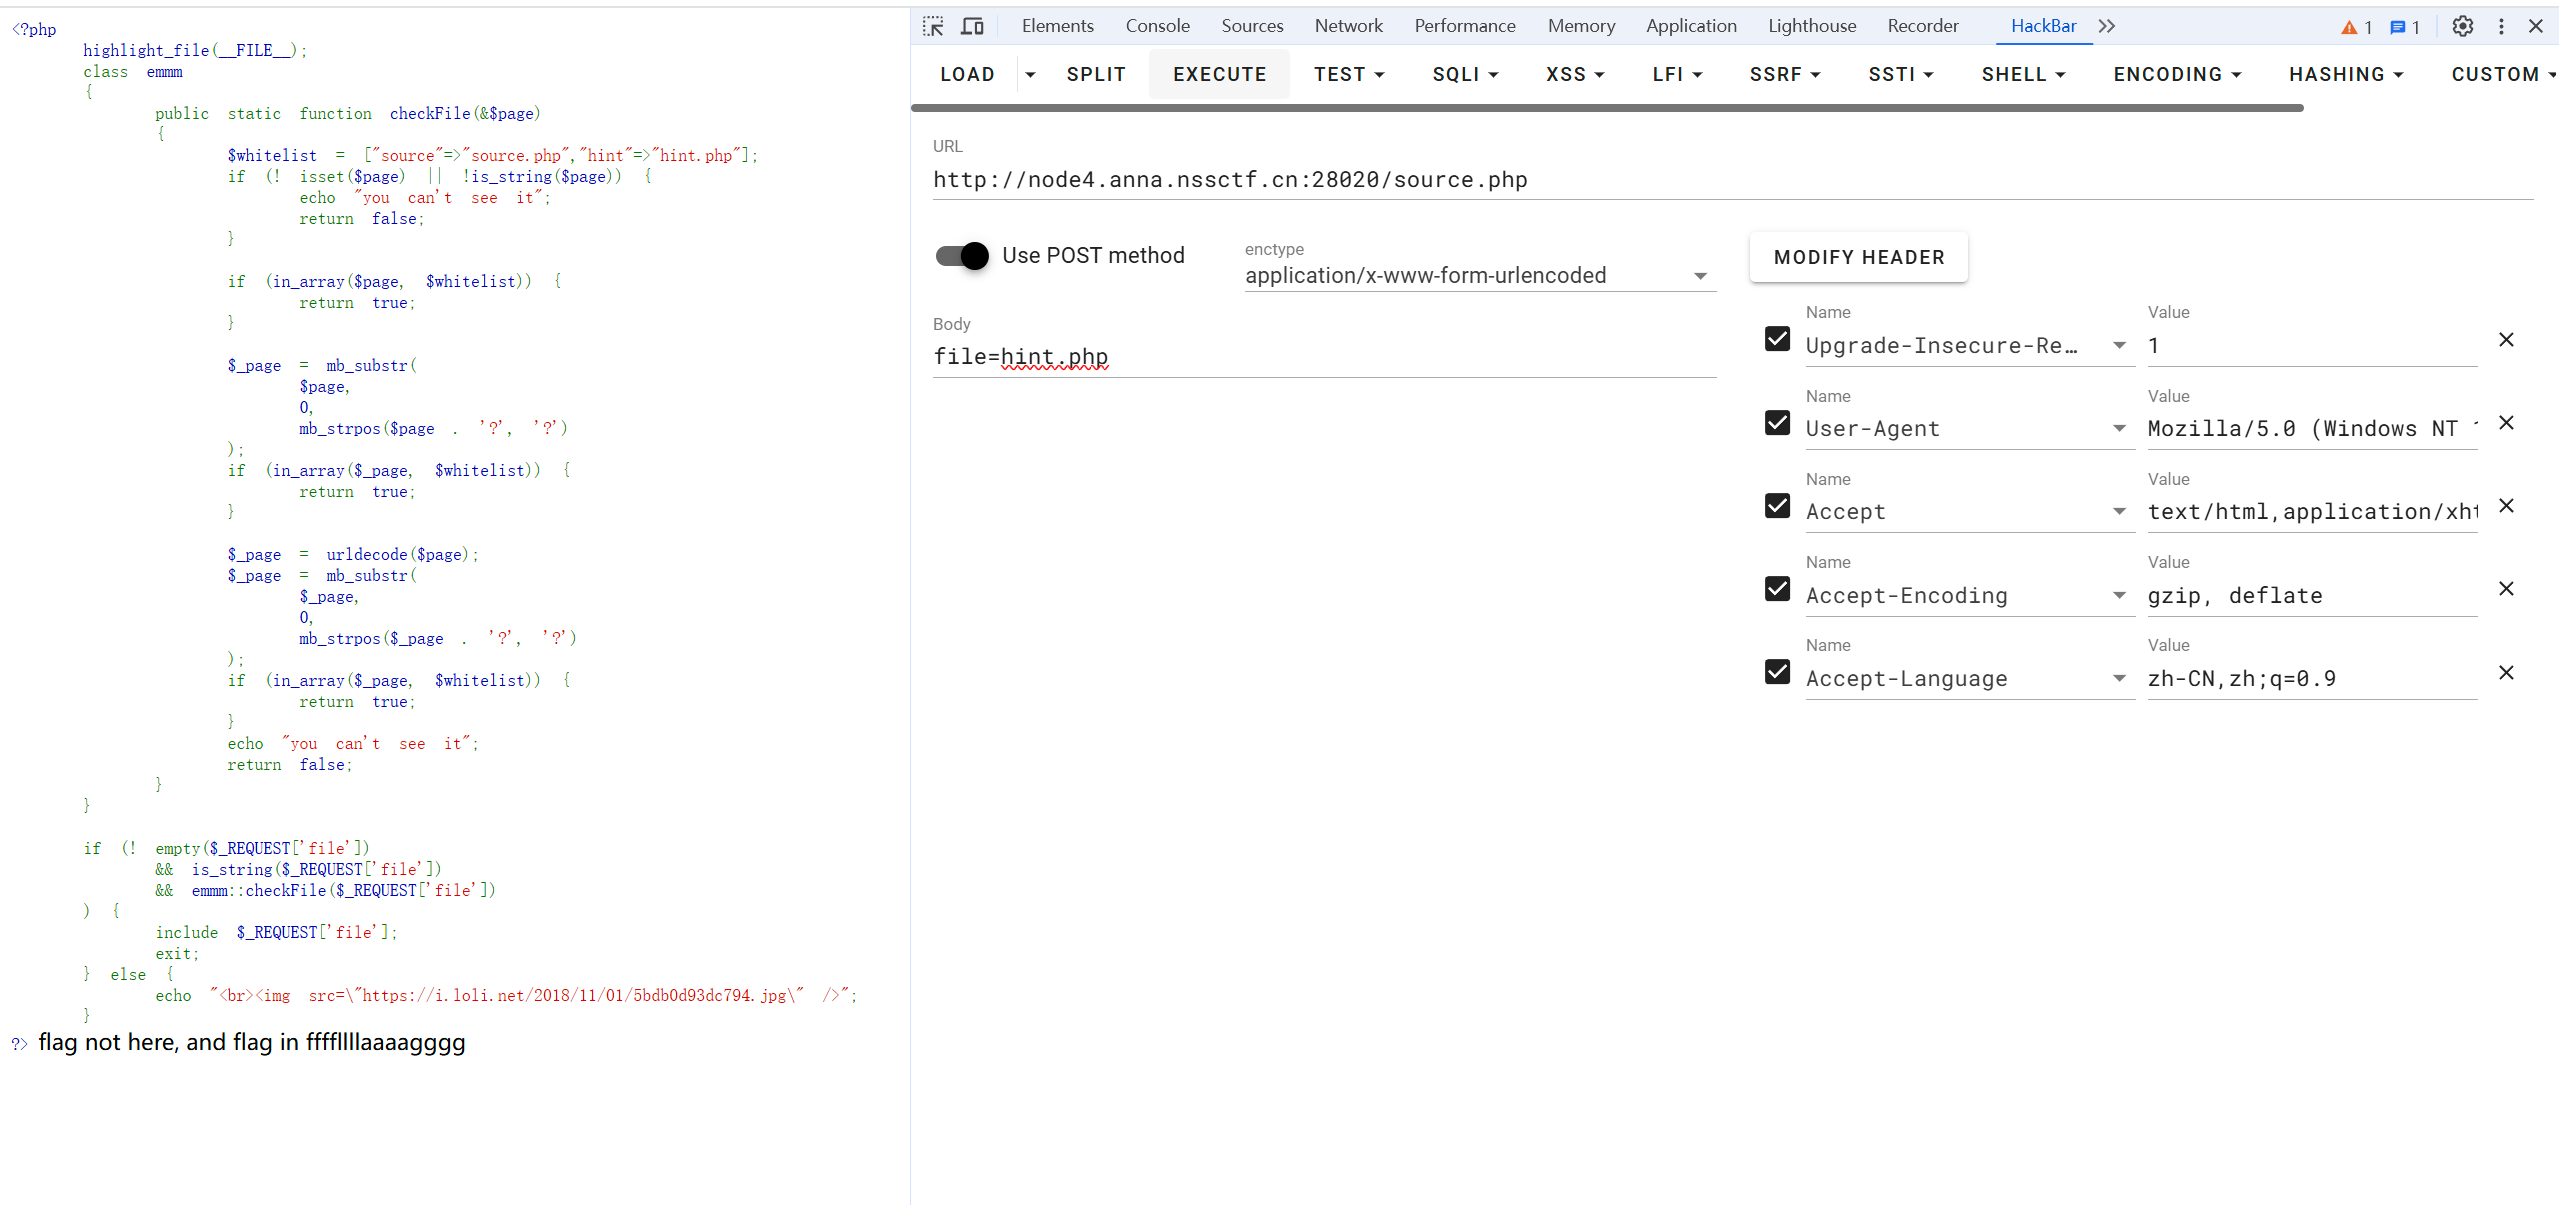 <?php
highlight_file(__FILE__);
class emmm
{
public static function checkFile(&$page)
{
$whitelist = ["source"=>"source.php","hint"=>"hint.php"];
if (! isset($page) || !is_string($page)) {
echo "you can't see it";
return false;
}
if (in_array($page, $whitelist)) {
return true;
}
$_page = mb_substr(
$page,
0,
mb_strpos($page . '?', '?')
);
if (in_array($_page, $whitelist)) {
return true;
}
$_page = urldecode($page);
$_page = mb_substr(
$_page,
0,
mb_strpos($_page . '?', '?')
);
if (in_array($_page, $whitelist)) {
return true;
}
echo "you can't see it";
return false;
}
}
if (! empty($_REQUEST['file'])
&& is_string($_REQUEST['file'])
&& emmm::checkFile($_REQUEST['file'])
) {
include $_REQUEST['file'];
exit;
} else {
echo "<br><img src=\"https://i.loli.net/2018/11/01/5bdb0d93dc794.jpg\" />";
}
?> flag not here, and flag in ffffllllaaaagggg
Elements Console Sources Network Performance Memory Application Lighthouse Recorder HackBar 1 1
LOAD SPLIT EXECUTE TEST SQLI XSS LFI SSRF SSTI SHELL ENCODING HASHING CUSTOM
URL
http://node4.anna.nssctf.cn:28020/source.php
Use POST method
enctype
application/x-www-form-urlencoded
MODIFY HEADER
Body
file=hint.php
Name Value
Upgrade-Insecure-Re… 1
Name Value
User-Agent Mozilla/5.0 (Windows NT
Name Value
Accept text/html,application/xht
Name Value
Accept-Encoding gzip, deflate
Name Value
Accept-Language zh-CN,zh;q=0.9